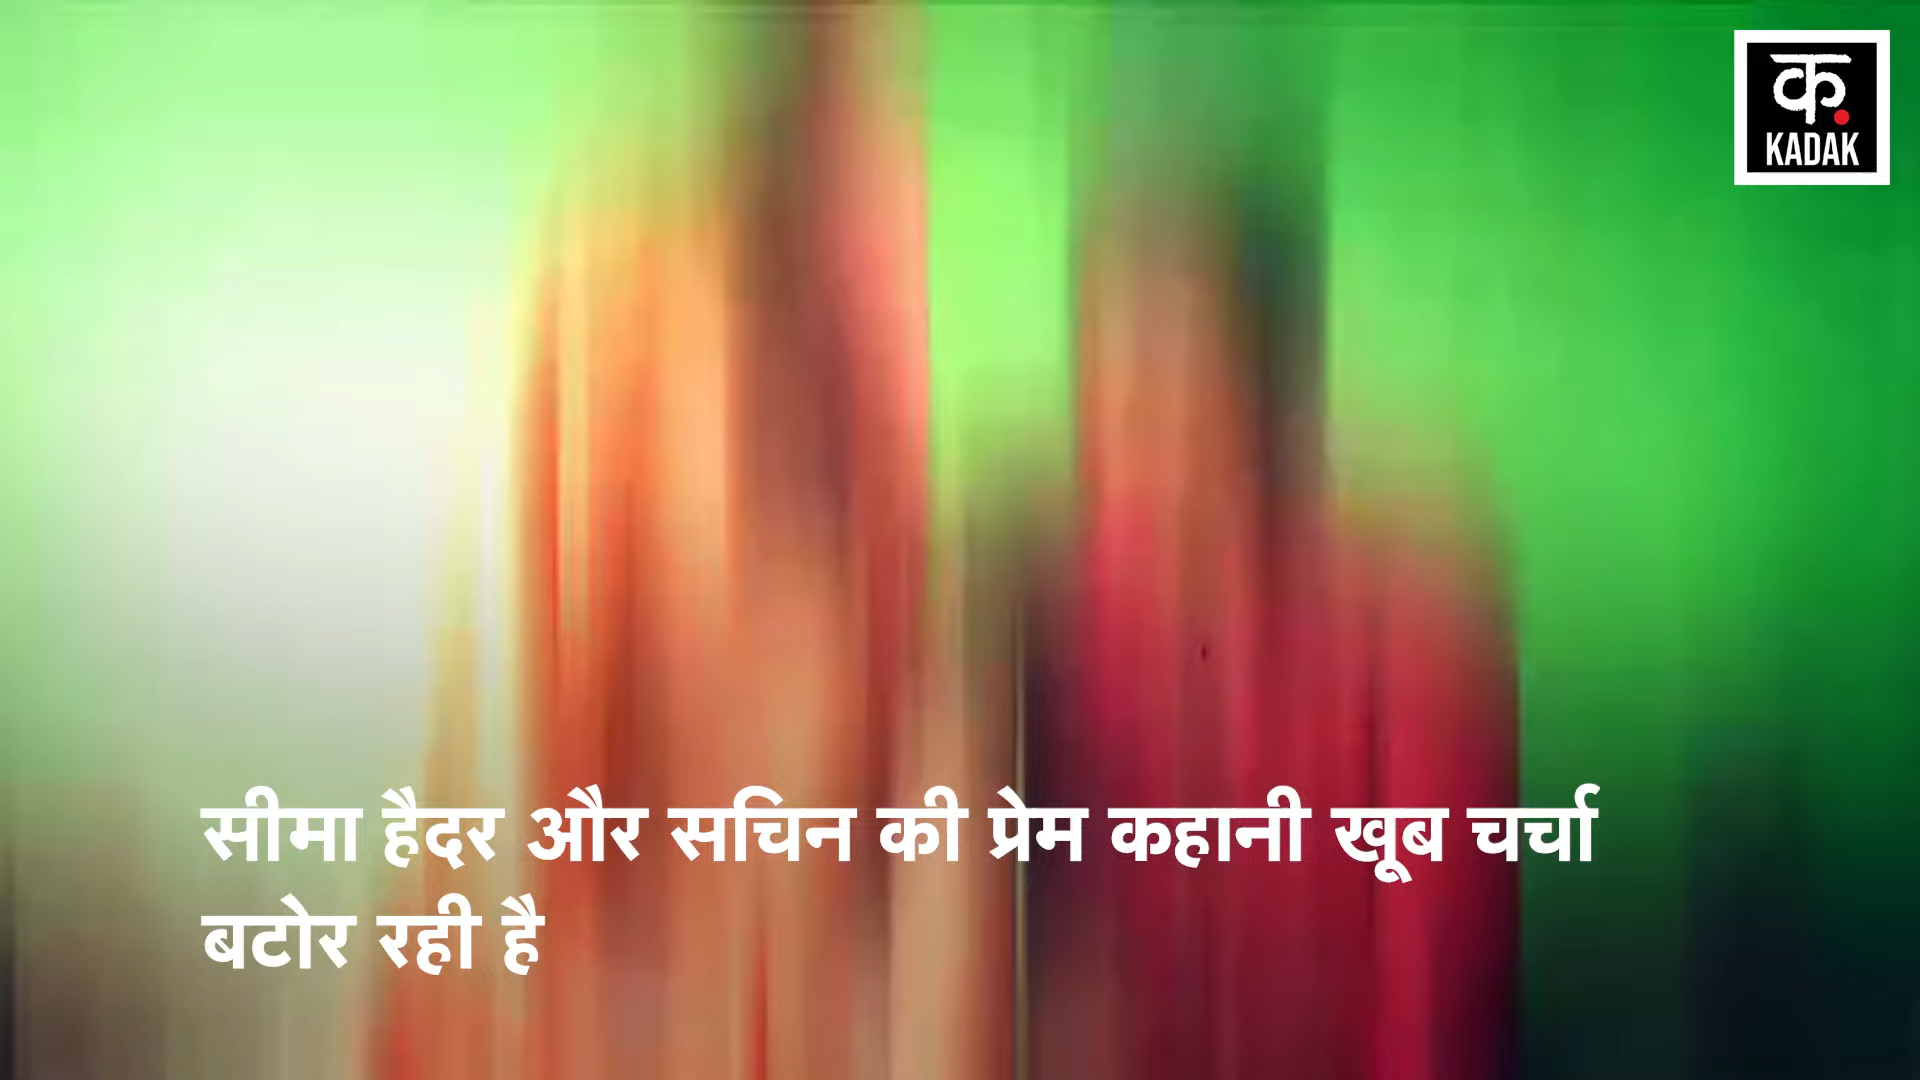 क
KADAK
सीमा हैदर और सचिन की प्रेम कहानी खूब चर्चा
बटोर रही है